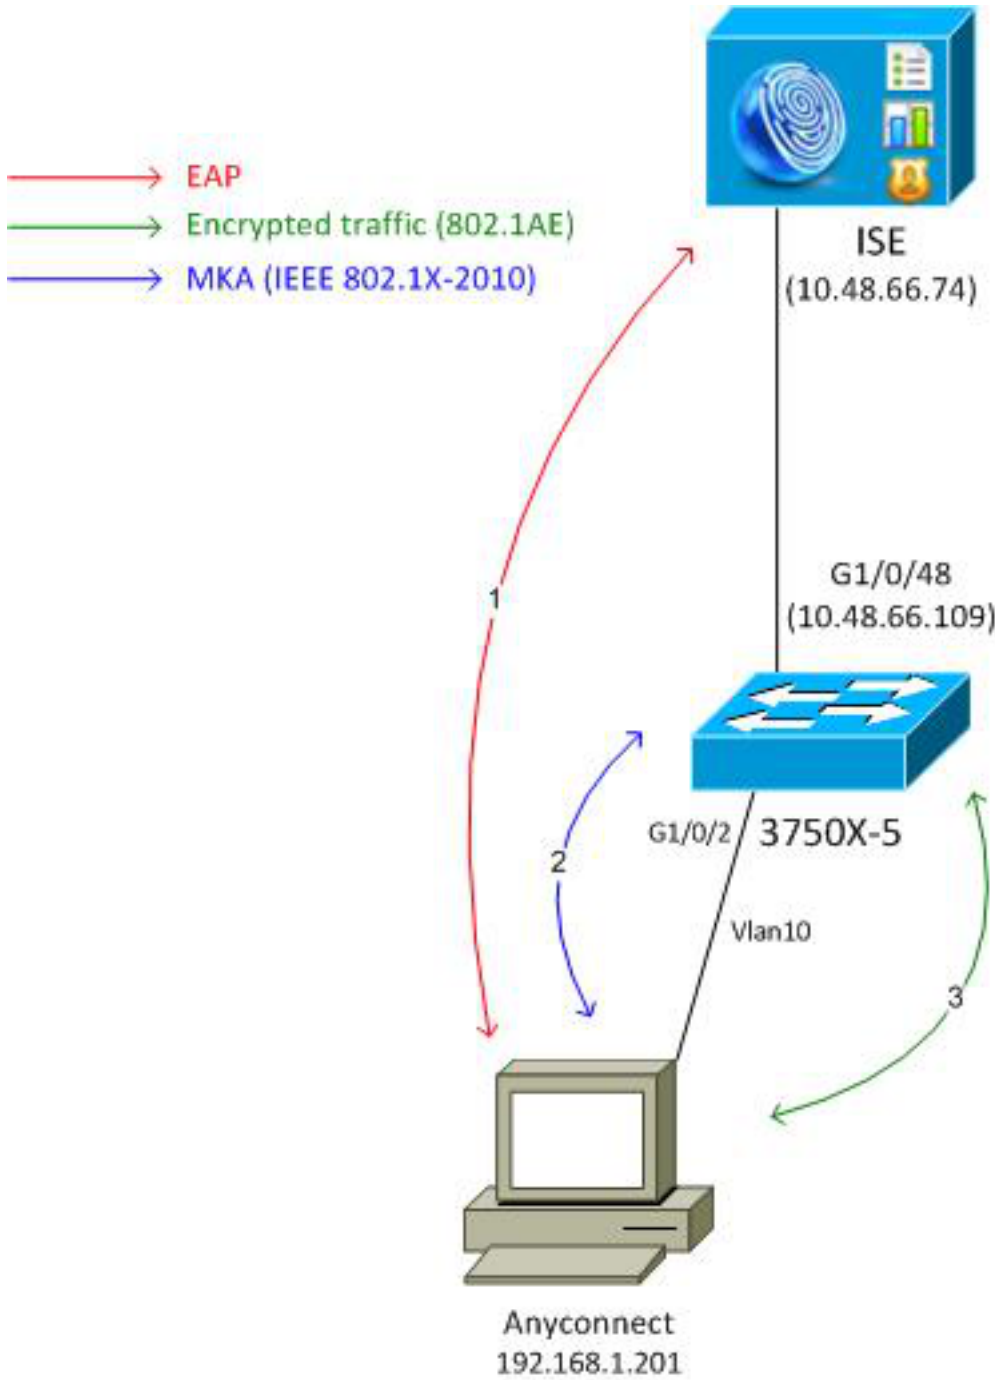 EAP
Encrypted traffic (802.1AE)
MKA (IEEE 802.1X-2010)
ISE
(10.48.66.74)
1
G1/0/48
(10.48.66.109)
2
G1/0/2
3750X-5
Vlan10
3
Anyconnect
192.168.1.201